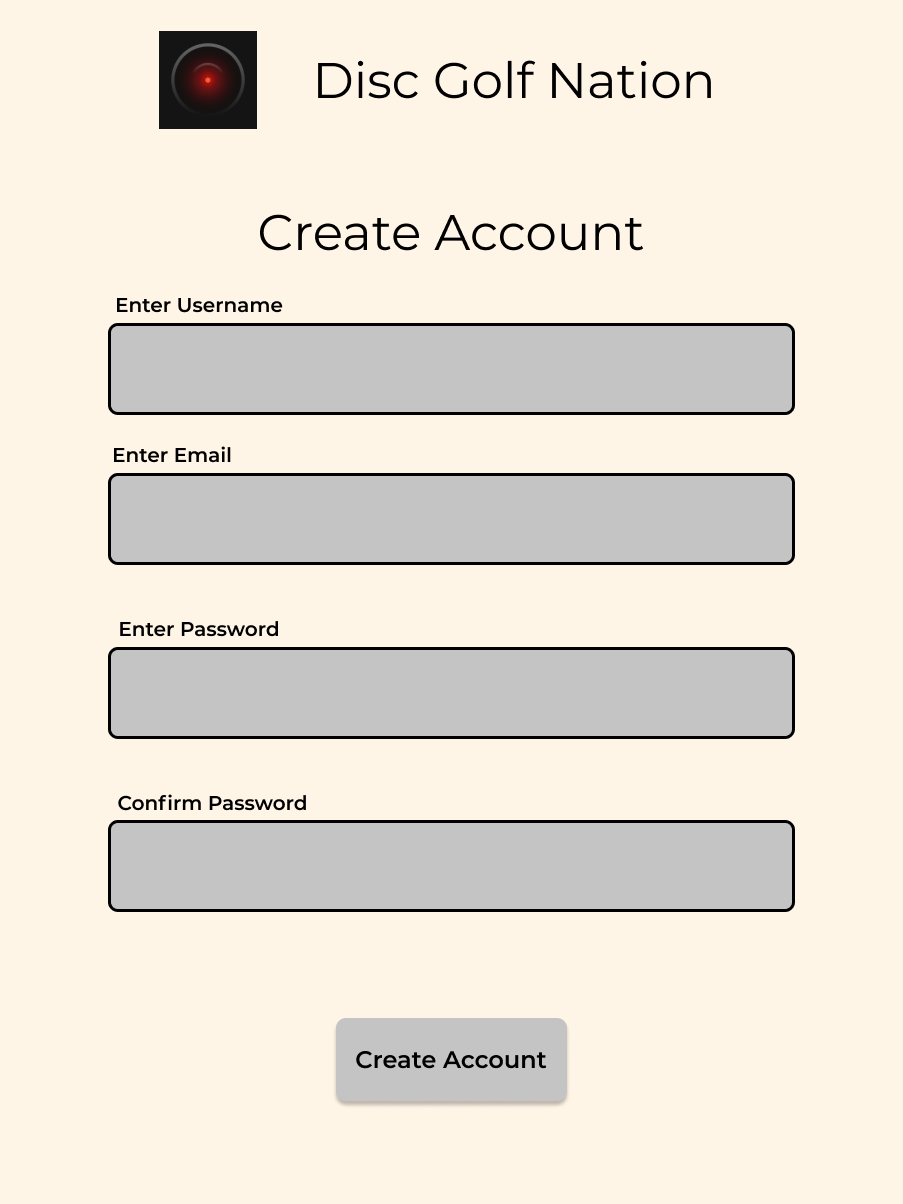 Disc Golf Nation
Create Account
Enter Username
Enter Email
Enter Password
Confirm Password
Create Account